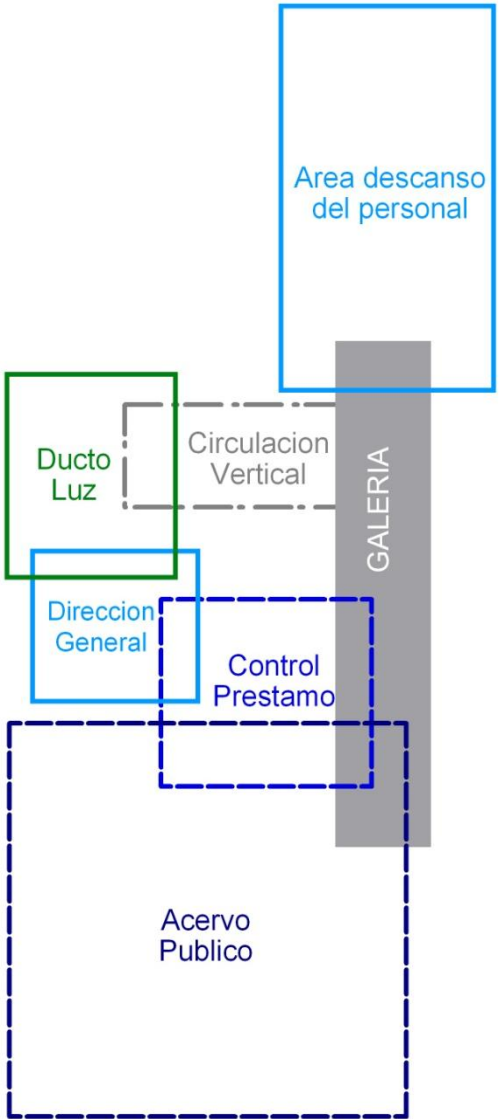 Area descanso
del personal
Circulacion
Vertical
Ducto
Luz
GALERIA
Direccion
General
Control
Prestamo
Acervo
Publico